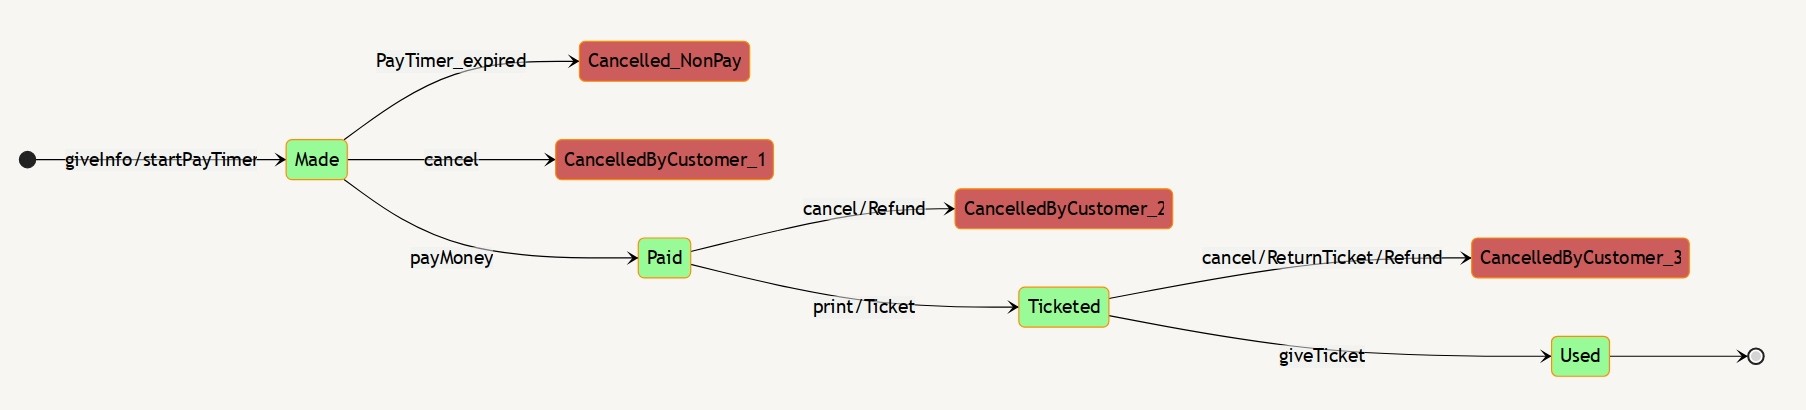 PayTimer_expired
Cancelled_NonPay
giveInfo/startPayTimer
Made
cancel
CancelledByCustomer_1
cancel/Refund
CancelledByCustomer_2
payMoney
Paid
cancel/ReturnTicket/Refund
CancelledByCustomer_3
print/Ticket
Ticketed
giveTicket
Used